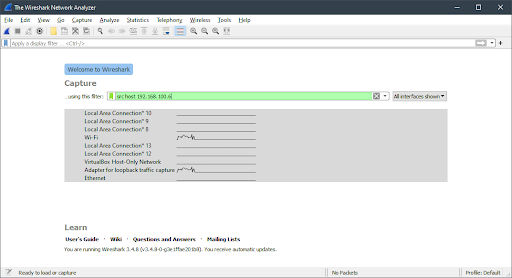 The Wireshark Network Analyzer
File Edit View Go Capture Analyze Statistics Telephony Wireless Tools Help
Apply a display filter ... <Ctrl-/>
Welcome to Wireshark
Capture
...using this filter: src host 192.168.100.6 All interfaces shown
Local Area Connection* 10
Local Area Connection* 9
Local Area Connection* 8
Wi-Fi
Local Area Connection* 13
Local Area Connection* 12
VirtualBox Host-Only Network
Adapter for loopback traffic capture
Ethernet
Learn
User's Guide · Wiki · Questions and Answers · Mailing Lists
You are running Wireshark 3.4.8 (v3.4.8-0-g3e1ffae201b8). You receive automatic updates.
Ready to load or capture No Packets Profile: Default